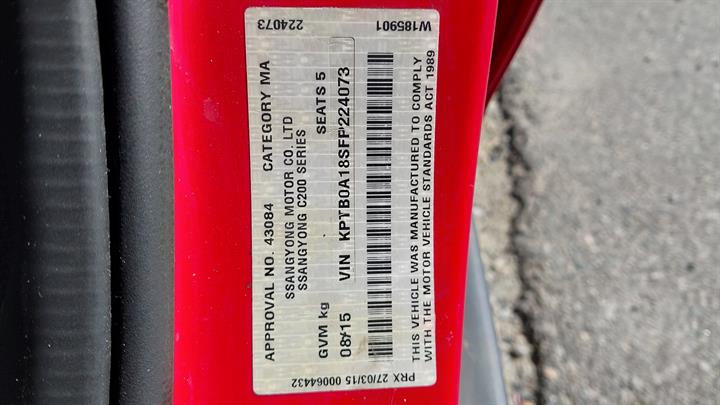 224073
W185901
APPROVAL NO. 43084 CATEGORY MA
SSANGYONG MOTOR CO. LTD
SSANGYONG C200 SERIES
GVM kg SEATS 5
VIN KPTB0A18SFP224073
THIS VEHICLE WAS MANUFACTURED TO COMPLY
WITH THE MOTOR VEHICLE STANDARDS ACT 1989
PRX 27/03/15 00064432